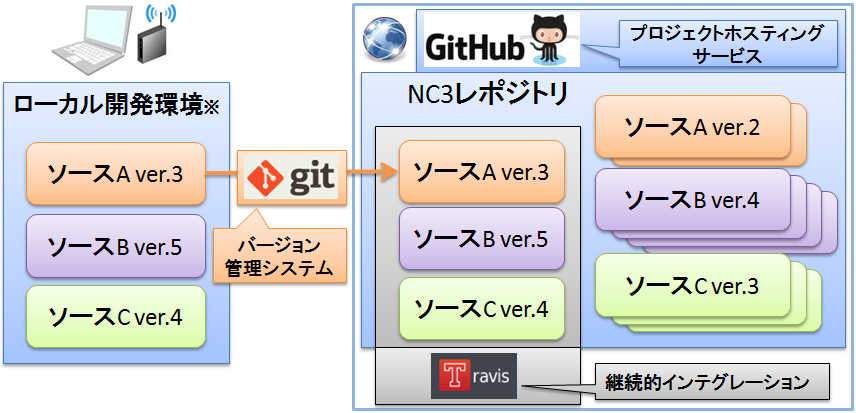 GitHub
プロジェクトホスティング
サービス
ローカル開発環境※
NC3レポジトリ
ソースA ver.3
ソースB ver.5
ソースC ver.4
git
バージョン
管理システム
ソースA ver.3
ソースB ver.5
ソースC ver.4
ソースA ver.2
ソースB ver.4
ソースC ver.3
Travis
継続的インテグレーション